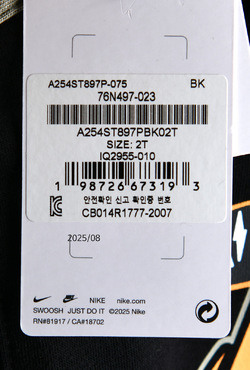 A254ST897P-075 BK
76N497-023
A254ST897PBK02T
SIZE: 2T
IQ2955-010
1 98726 67319 3
안전확인 신고 확인증 번호
CB014R1777-2007
2025/08
NIKE nike.com
SWOOSH JUST DO IT ©2025 Nike
RN#81917 / CA#18702